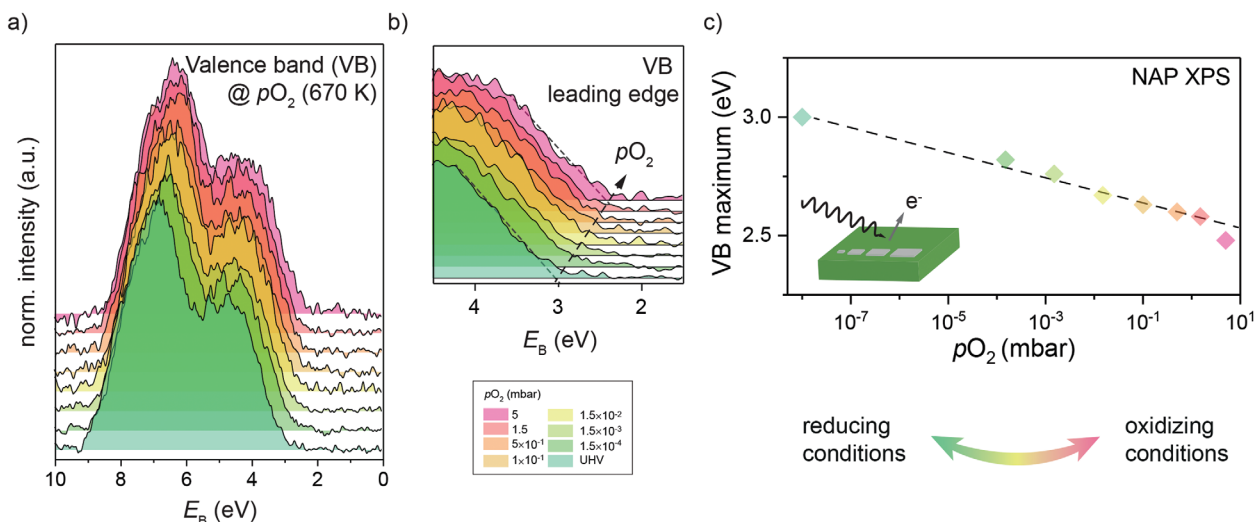 a)
Valence band (VB)
@ pO₂ (670 K)
norm. intensity (a.u.)
10 8 6 4 2 0
E_B (eV)
b)
VB
leading edge
pO₂
4 3 2
E_B (eV)
pO₂ (mbar)
5
1.5
5×10⁻¹
1×10⁻¹
1.5×10⁻²
1.5×10⁻³
1.5×10⁻⁴
UHV
c)
NAP XPS
VB maximum (eV)
3.0
2.5
e⁻
10⁻⁷ 10⁻⁵ 10⁻³ 10⁻¹ 10¹
pO₂ (mbar)
reducing
conditions
oxidizing
conditions